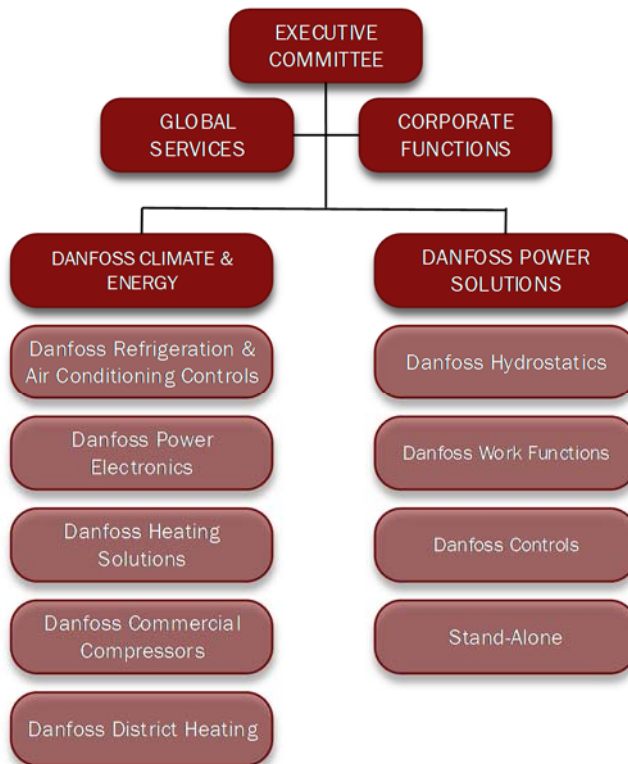 EXECUTIVE
COMMITTEE
GLOBAL
SERVICES
CORPORATE
FUNCTIONS
DANFOSS CLIMATE &
ENERGY
DANFOSS POWER
SOLUTIONS
Danfoss Refrigeration &
Air Conditioning Controls
Danfoss Hydrostatics
Danfoss Power
Electronics
Danfoss Work Functions
Danfoss Heating
Solutions
Danfoss Controls
Danfoss Commercial
Compressors
Stand-Alone
Danfoss District Heating